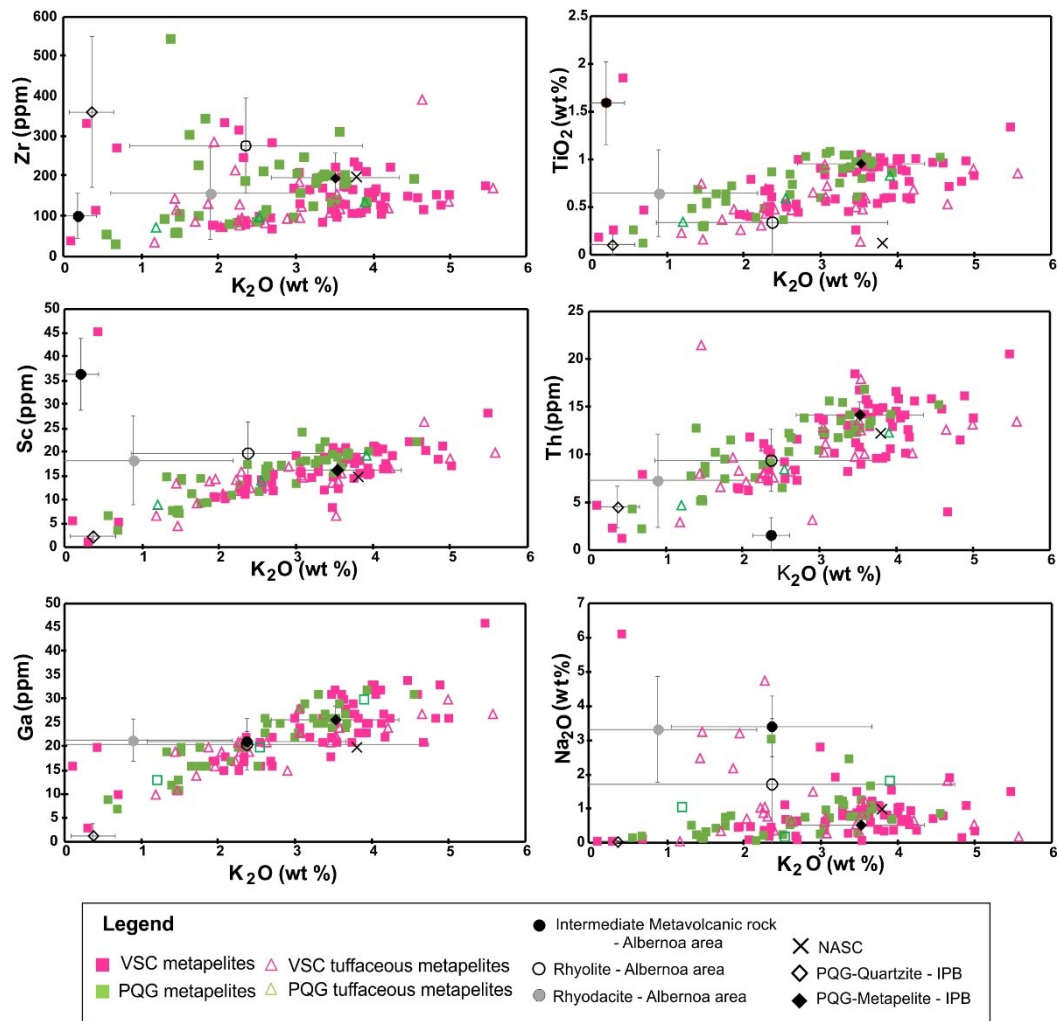 600
500
400
300
200
100
0
Zr (ppm)
0 1 2 3 4 5 6
K2O (wt %)
2.5
2
1.5
1
0.5
0
TiO2 (wt %)
0 1 2 3 4 5 6
K2O (wt %)
50
45
40
35
30
25
20
15
10
5
0
Sc (ppm)
0 1 2 3 4 5 6
K2O (wt %)
25
20
15
10
5
0
Th (ppm)
0 1 2 3 4 5 6
K2O (wt %)
50
45
40
35
30
25
20
15
10
5
0
Ga (ppm)
0 1 2 3 4 5 6
K2O (wt %)
7
6
5
4
3
2
1
0
Na2O (wt%)
0 1 2 3 4 5 6
K2O (wt %)
Legend
VSC metapelites
PQG metapelites
VSC tuffaceous metapelites
PQG tuffaceous metapelites
Intermediate Metavolcanic rock
- Albernoa area
Rhyolite - Albernoa area
Rhyodacite - Albernoa area
NASC
PQG-Quartzite - IPB
PQG-Metapelite - IPB